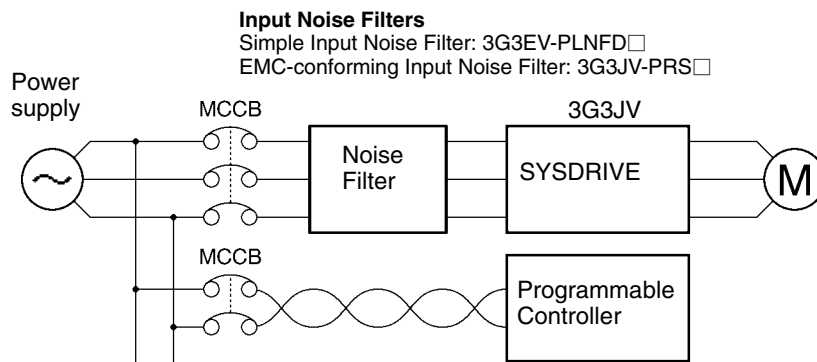 Input Noise Filters
Simple Input Noise Filter: 3G3EV-PLNFD□
EMC-conforming Input Noise Filter: 3G3JV-PRS□
Power
supply
MCCB
3G3JV
Noise
Filter
SYSDRIVE
M
MCCB
Programmable
Controller